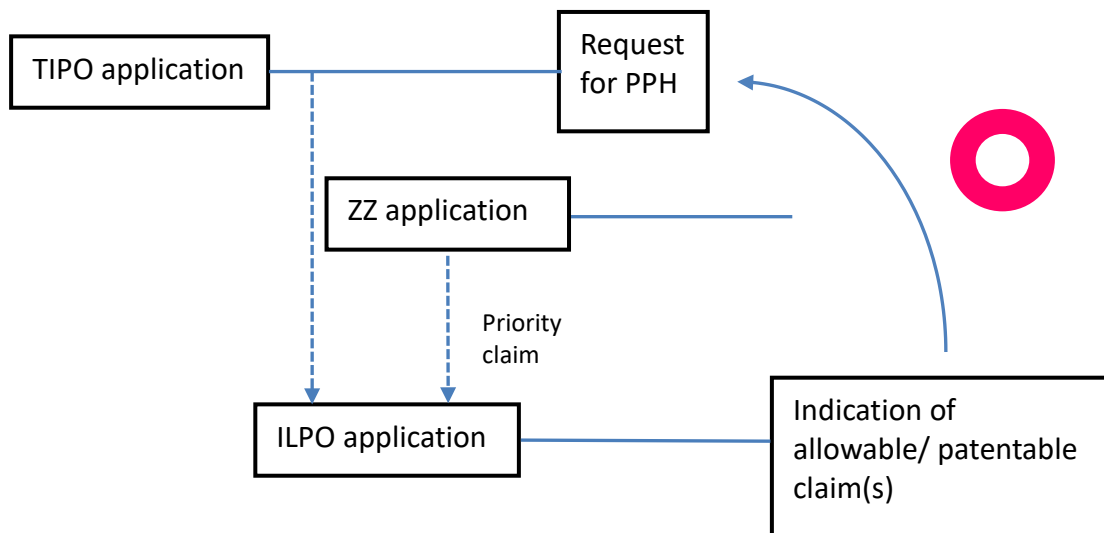 TIPO application
Request
for PPH
ZZ application
Priority
claim
ILPO application
Indication of
allowable/ patentable
claim(s)